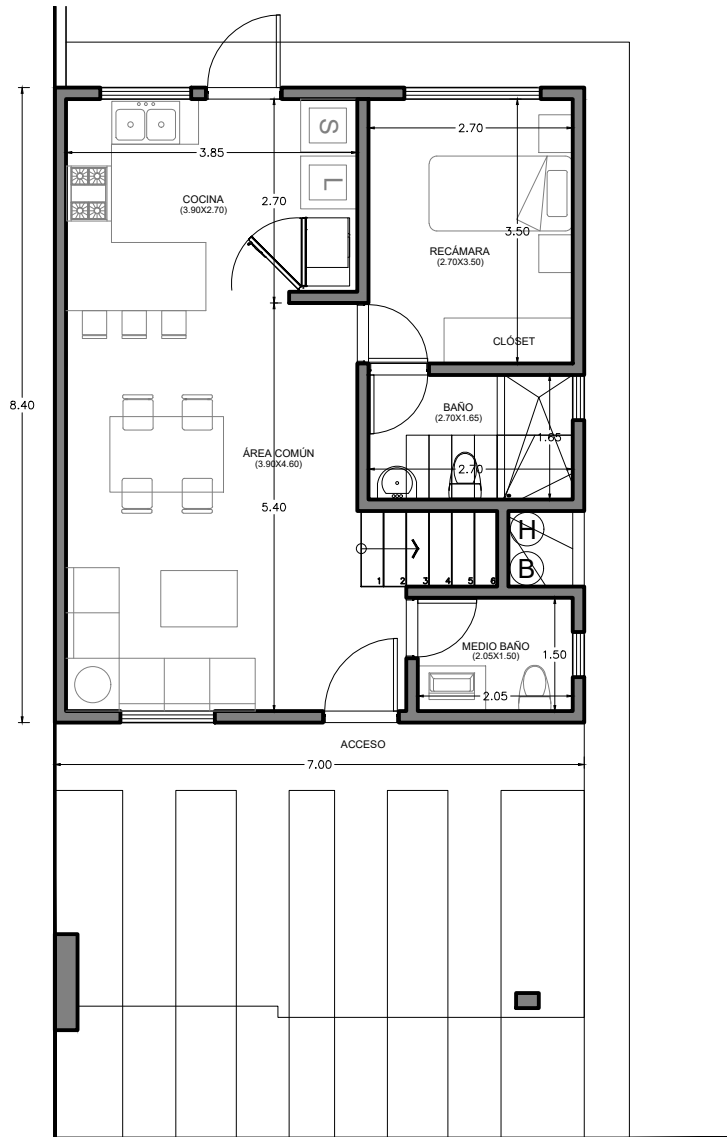 S
2.70
3.85
L
COCINA
(3.90X2.70)
2.70
3.50
RECÁMARA
(2.70X3.50)
CLÓSET
8.40
BAÑO
(2.70X1.65)
1.65
ÁREA COMÚN
(3.90X4.60)
2.70
5.40
H
B
1 2 3 4 5 6
MEDIO BAÑO
(2.05X1.50)
1.50
2.05
ACCESO
7.00